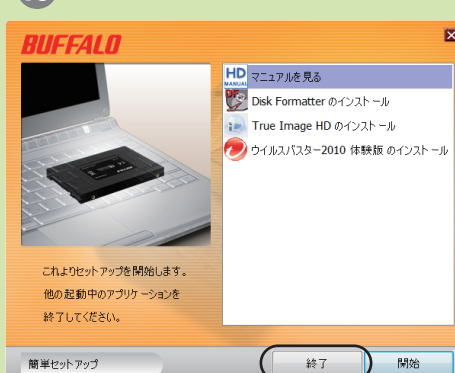 BUFFALO
HD
MANUAL
マニュアルを見る
DF
Disk Formatter のインストール
True Image HD のインストール
ウイルスバスター2010 体験版 のインストール
これよりセットアップを開始します。
他の起動中のアプリケーションを
終了してください。
簡単セットアップ
終了
開始